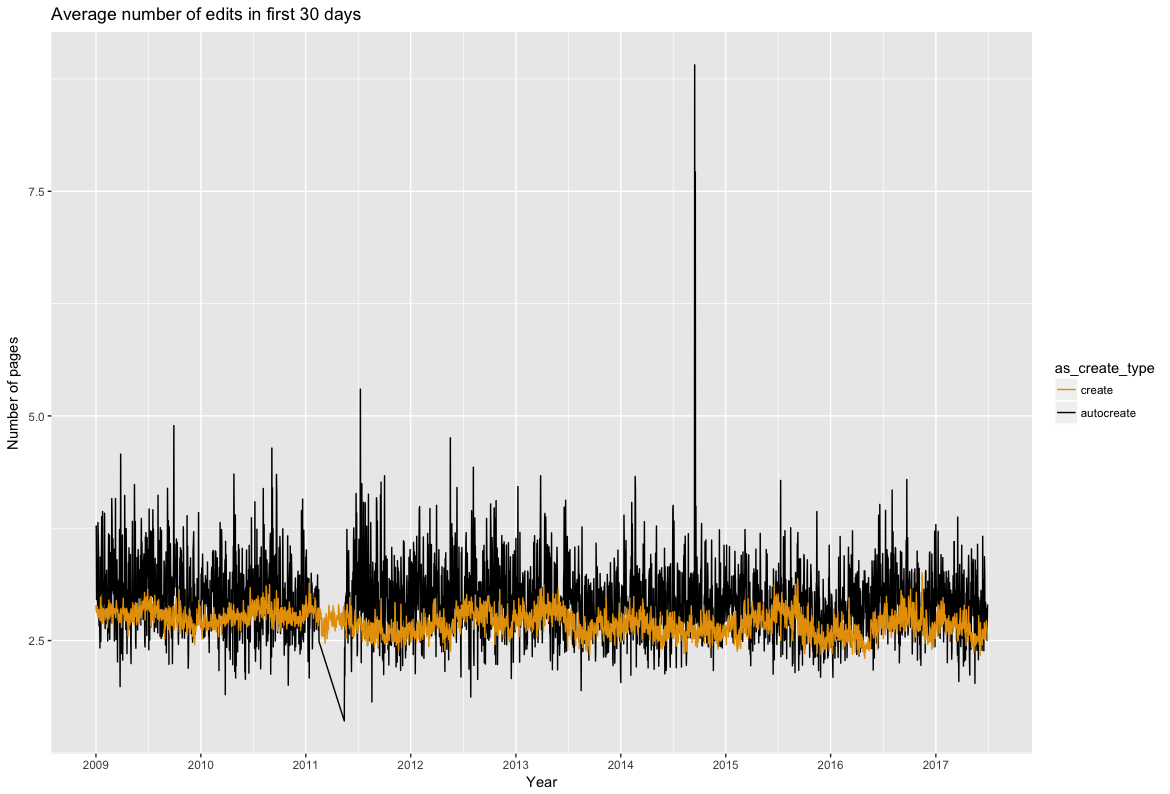 Average number of edits in first 30 days
Number of pages
7.5
5.0
2.5
2009 2010 2011 2012 2013 2014 2015 2016 2017
Year
as_create_type
create
autocreate